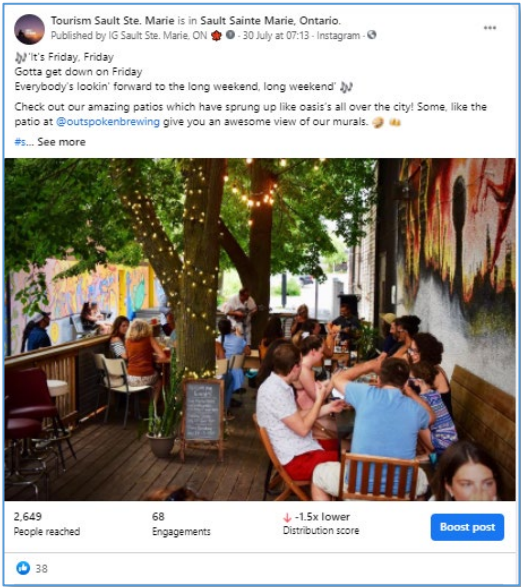 Tourism Sault Ste. Marie is in Sault Sainte Marie, Ontario.
Published by IG Sault Ste. Marie, ON 🍁 · 30 July at 07:13 · Instagram ·
🎶'It's Friday, Friday
Gotta get down on Friday
Everybody's lookin' forward to the long weekend, long weekend' 🎶
Check out our amazing patios which have sprung up like oasis's all over the city! Some, like the
patio at @outspokenbrewing give you an awesome view of our murals.
#s... See more
2,649
People reached
68
Engagements
-1.5x lower
Distribution score
Boost post
38